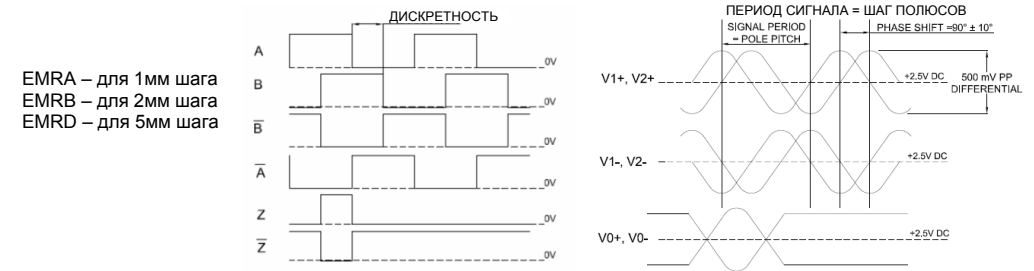 EMRA – для 1мм шага
EMRB – для 2мм шага
EMRD – для 5мм шага
ДИСКРЕТНОСТЬ
A
0V
B
0V
B
0V
A
0V
Z
0V
Z
0V
ПЕРИОД СИГНАЛА = ШАГ ПОЛЮСОВ
SIGNAL PERIOD
= POLE PITCH
PHASE SHIFT =90° ± 10°
V1+, V2+
+2.5V DC
500 mV PP
DIFFERENTIAL
V1-, V2-
+2.5V DC
V0+, V0-
+2.5V DC